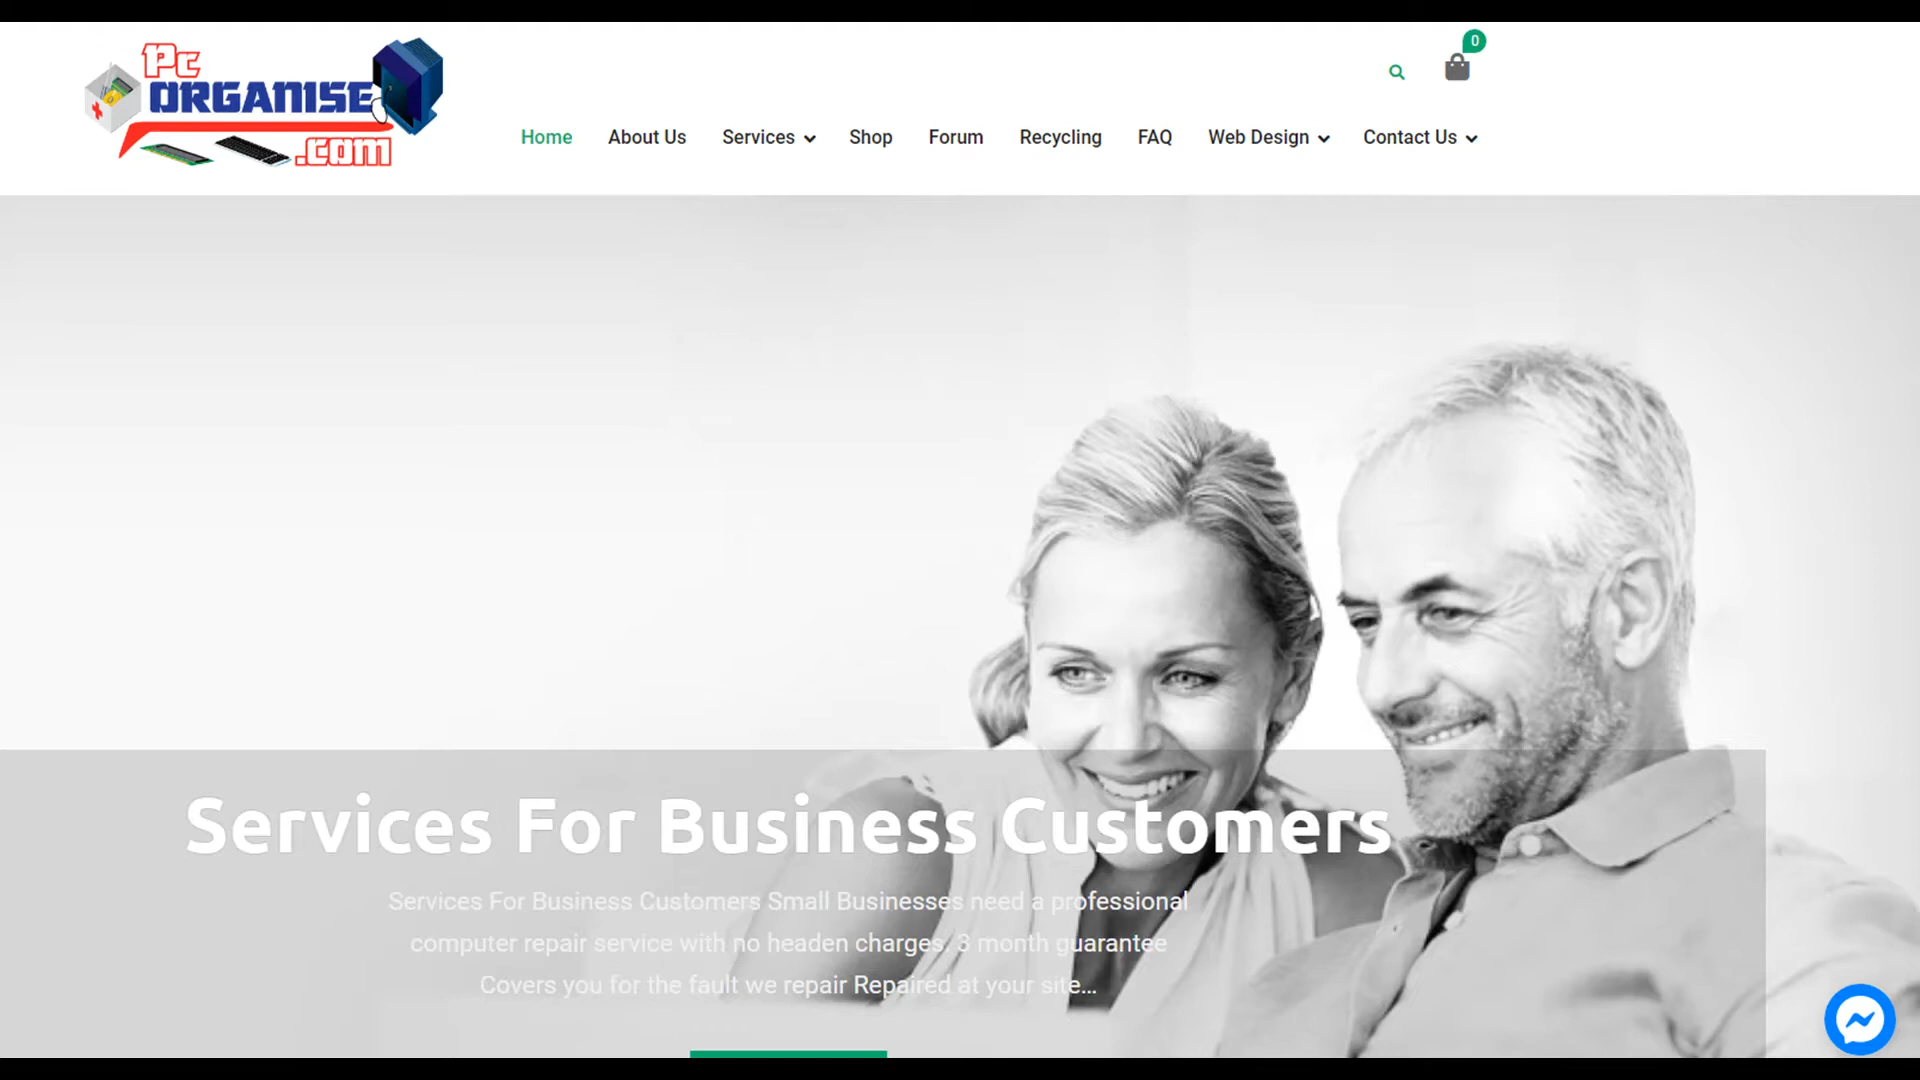 Pc
ORGANISE
.com
0
Home About Us Services Shop Forum Recycling FAQ Web Design Contact Us
Services For Business Customers
Services For Business Customers Small Businesses need a professional
computer repair service with no headen charges. 3 month guarantee
Covers you for the fault we repair Repaired at your site...